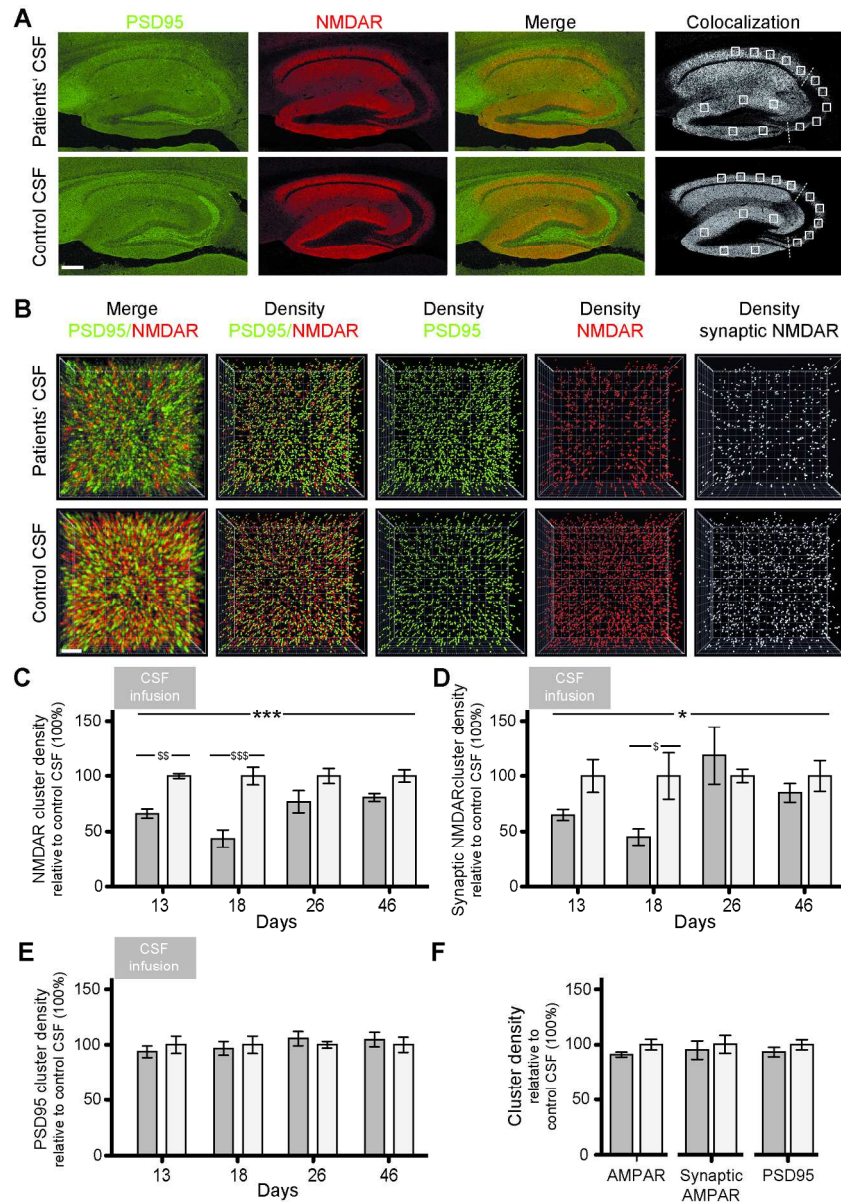 A
PSD95 NMDAR Merge Colocalization
Patients' CSF
Control CSF
B
Merge Density Density Density Density
PSD95/NMDAR PSD95/NMDAR PSD95 NMDAR synaptic NMDAR
Patients' CSF
Control CSF
C
CSF
infusion
NMDAR cluster density
relative to control CSF (100%)
150
100
50
0
***
$$ $$$
13 18 26 46
Days
D
CSF
infusion
Synaptic NMDARcluster density
relative to control CSF (100%)
150
100
50
0
*
$
13 18 26 46
Days
E
CSF
infusion
PSD95 cluster density
relative to control CSF (100%)
150
100
50
0
13 18 26 46
Days
F
Cluster density
relatative to
control CSF (100%)
150
100
50
0
AMPAR Synaptic PSD95
AMPAR